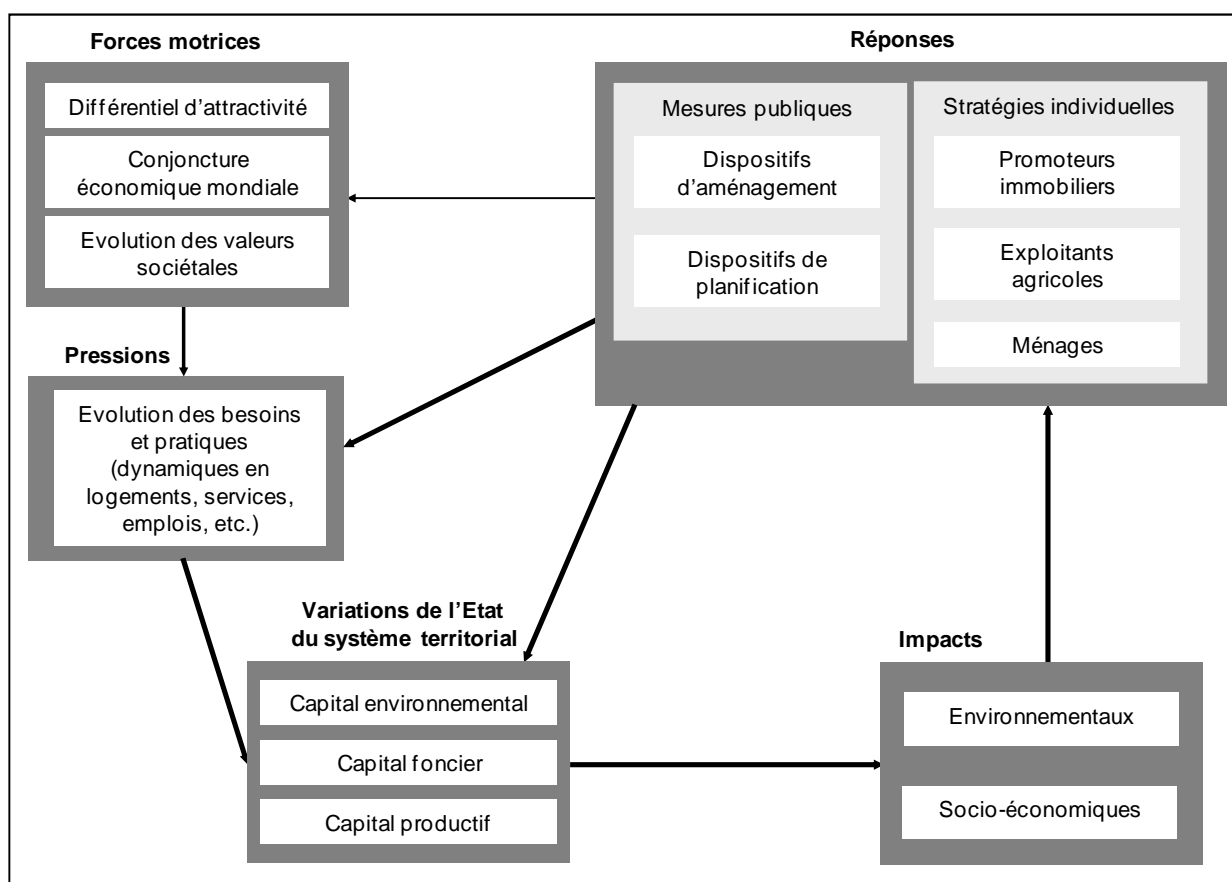 Forces motrices
Différentiel d'attractivité
Conjoncture
économique mondiale
Evolution des valeurs
sociétales
Réponses
Mesures publiques
Dispositifs
d'aménagement
Dispositifs de
planification
Stratégies individuelles
Promoteurs
immobiliers
Exploitants
agricoles
Ménages
Pressions
Evolution des besoins
et pratiques
(dynamiques en
logements, services,
emplois, etc.)
Variations de l'Etat
du système territorial
Capital environnemental
Capital foncier
Capital productif
Impacts
Environnementaux
Socio-économiques